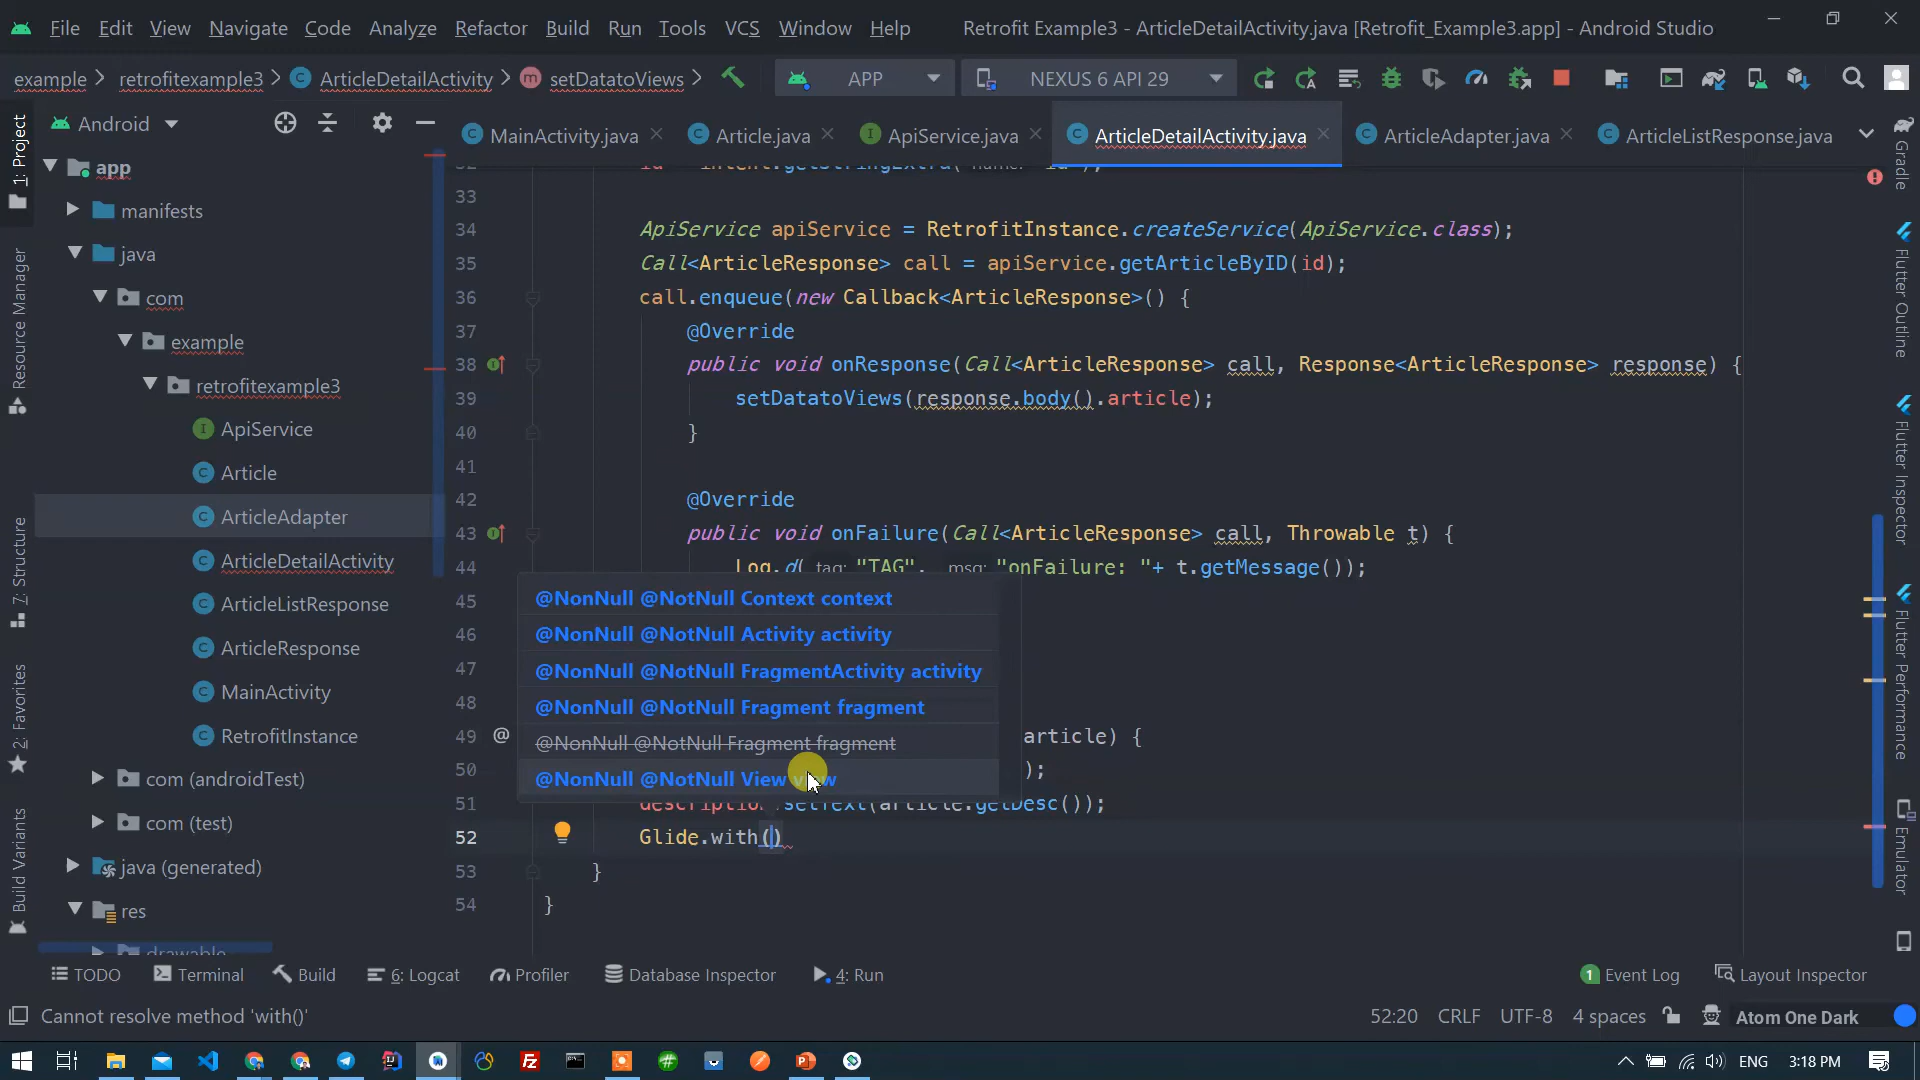 File Edit View Navigate Code Analyze Refactor Build Run Tools VCS Window Help Retrofit Example3 - ArticleDetailActivity.java [Retrofit_Example3.app] - Android Studio
example retrofitexample3 ArticleDetailActivity setDatatoViews APP NEXUS 6 API 29
Android
MainActivity.java Article.java ApiService.java ArticleDetailActivity.java ArticleAdapter.java ArticleListResponse.java
app
manifests
java
com
example
retrofitexample3
ApiService
Article
ArticleAdapter
ArticleDetailActivity
ArticleListResponse
ArticleResponse
MainActivity
RetrofitInstance
com (androidTest)
com (test)
java (generated)
res
drawable
1: Project
Resource Manager
7: Structure
2: Favorites
Build Variants
33
34 ApiService apiService = RetrofitInstance.createService(ApiService.class);
35 Call<ArticleResponse> call = apiService.getArticleByID(id);
36 call.enqueue(new Callback<ArticleResponse>() {
37 @Override
38 public void onResponse(Call<ArticleResponse> call, Response<ArticleResponse> response) {
39 setDatatoViews(response.body().article);
40 }
41
42 @Override
43 public void onFailure(Call<ArticleResponse> call, Throwable t) {
44 Log.d( tag: "TAG", msg: "onFailure: "+ t.getMessage());
45
46
47
48
49 @ article) {
50 );
51 description.setText(article.getDesc());
52 Glide.with()
53 }
54 }
@NonNull @NotNull Context context
@NonNull @NotNull Activity activity
@NonNull @NotNull FragmentActivity activity
@NonNull @NotNull Fragment fragment
@NonNull @NotNull Fragment fragment
@NonNull @NotNull View view
Gradle
Flutter Outline
Flutter Inspector
Flutter Performance
Emulator
TODO Terminal Build 6: Logcat Profiler Database Inspector 4: Run 1 Event Log Layout Inspector
Cannot resolve method 'with()' 52:20 CRLF UTF-8 4 spaces Atom One Dark
ENG 3:18 PM